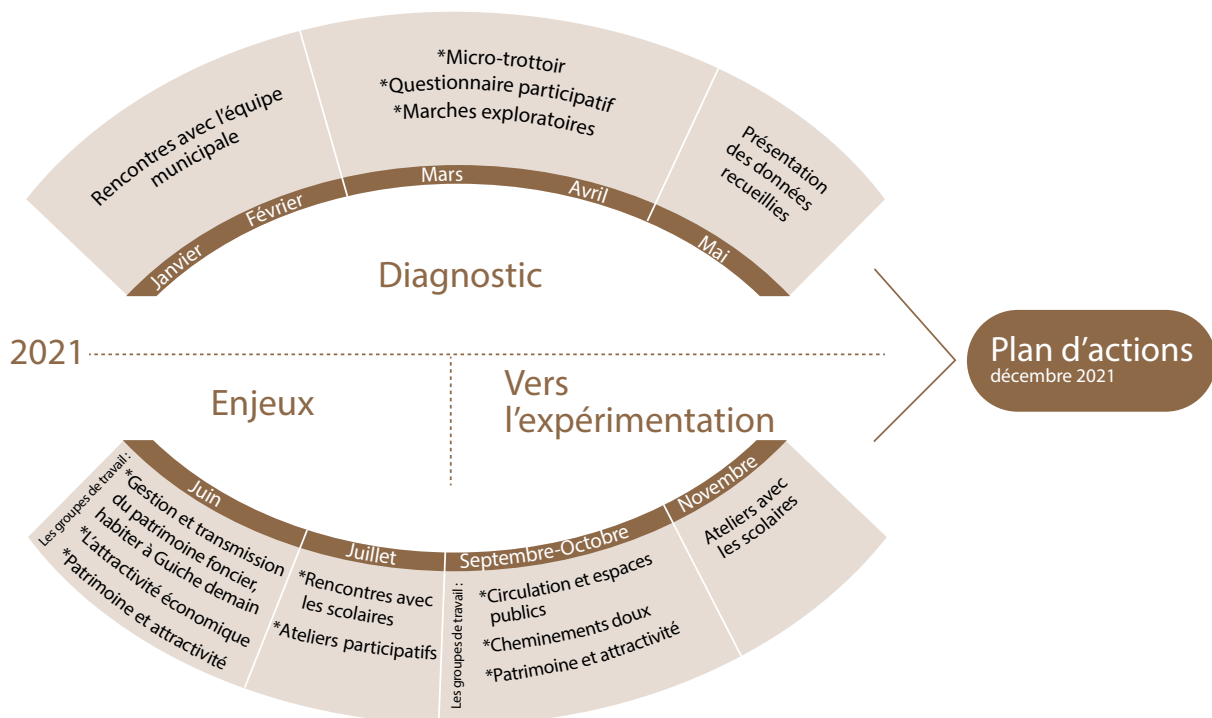 Rencontres avec l'équipe
municipale
*Micro-trottoir
*Questionnaire participatif
*Marches exploratoires
Présentation
des données
recueillies
Janvier
Février
Mars
Avril
Mai
Diagnostic
2021
Plan d'actions
décembre 2021
Enjeux
Vers
l'expérimentation
Juin
Juillet
Septembre-Octobre
Novembre
Les groupes de travail :
*Gestion et transmission
du patrimoine foncier,
habiter à Guiche demain
*L'attractivité économique
*Patrimoine et attractivité
*Rencontres avec
les scolaires
*Ateliers participatifs
Les groupes de travail :
*Circulation et espaces
publics
*Cheminements doux
*Patrimoine et attractivité
Ateliers avec
les scolaires